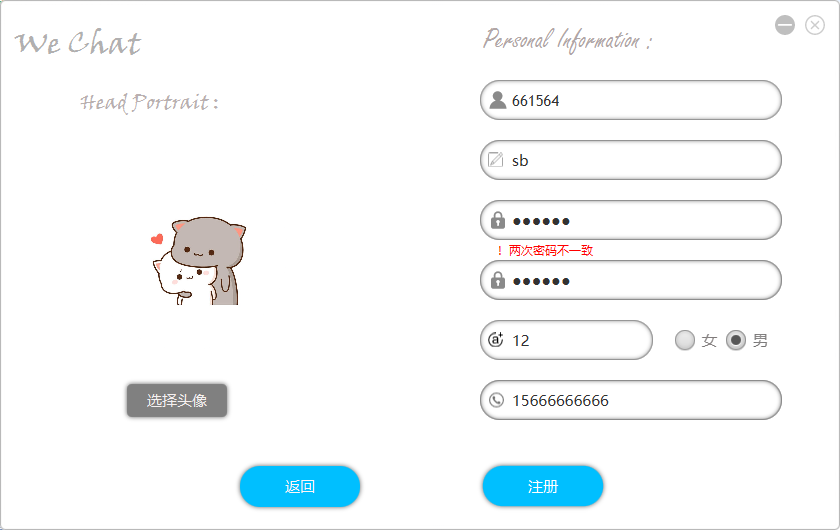 We Chat
Head Portrait :
选择头像
Personal Information :
661564
sb
●●●●●●
！两次密码不一致
●●●●●●
12
女 男
15666666666
返回 注册